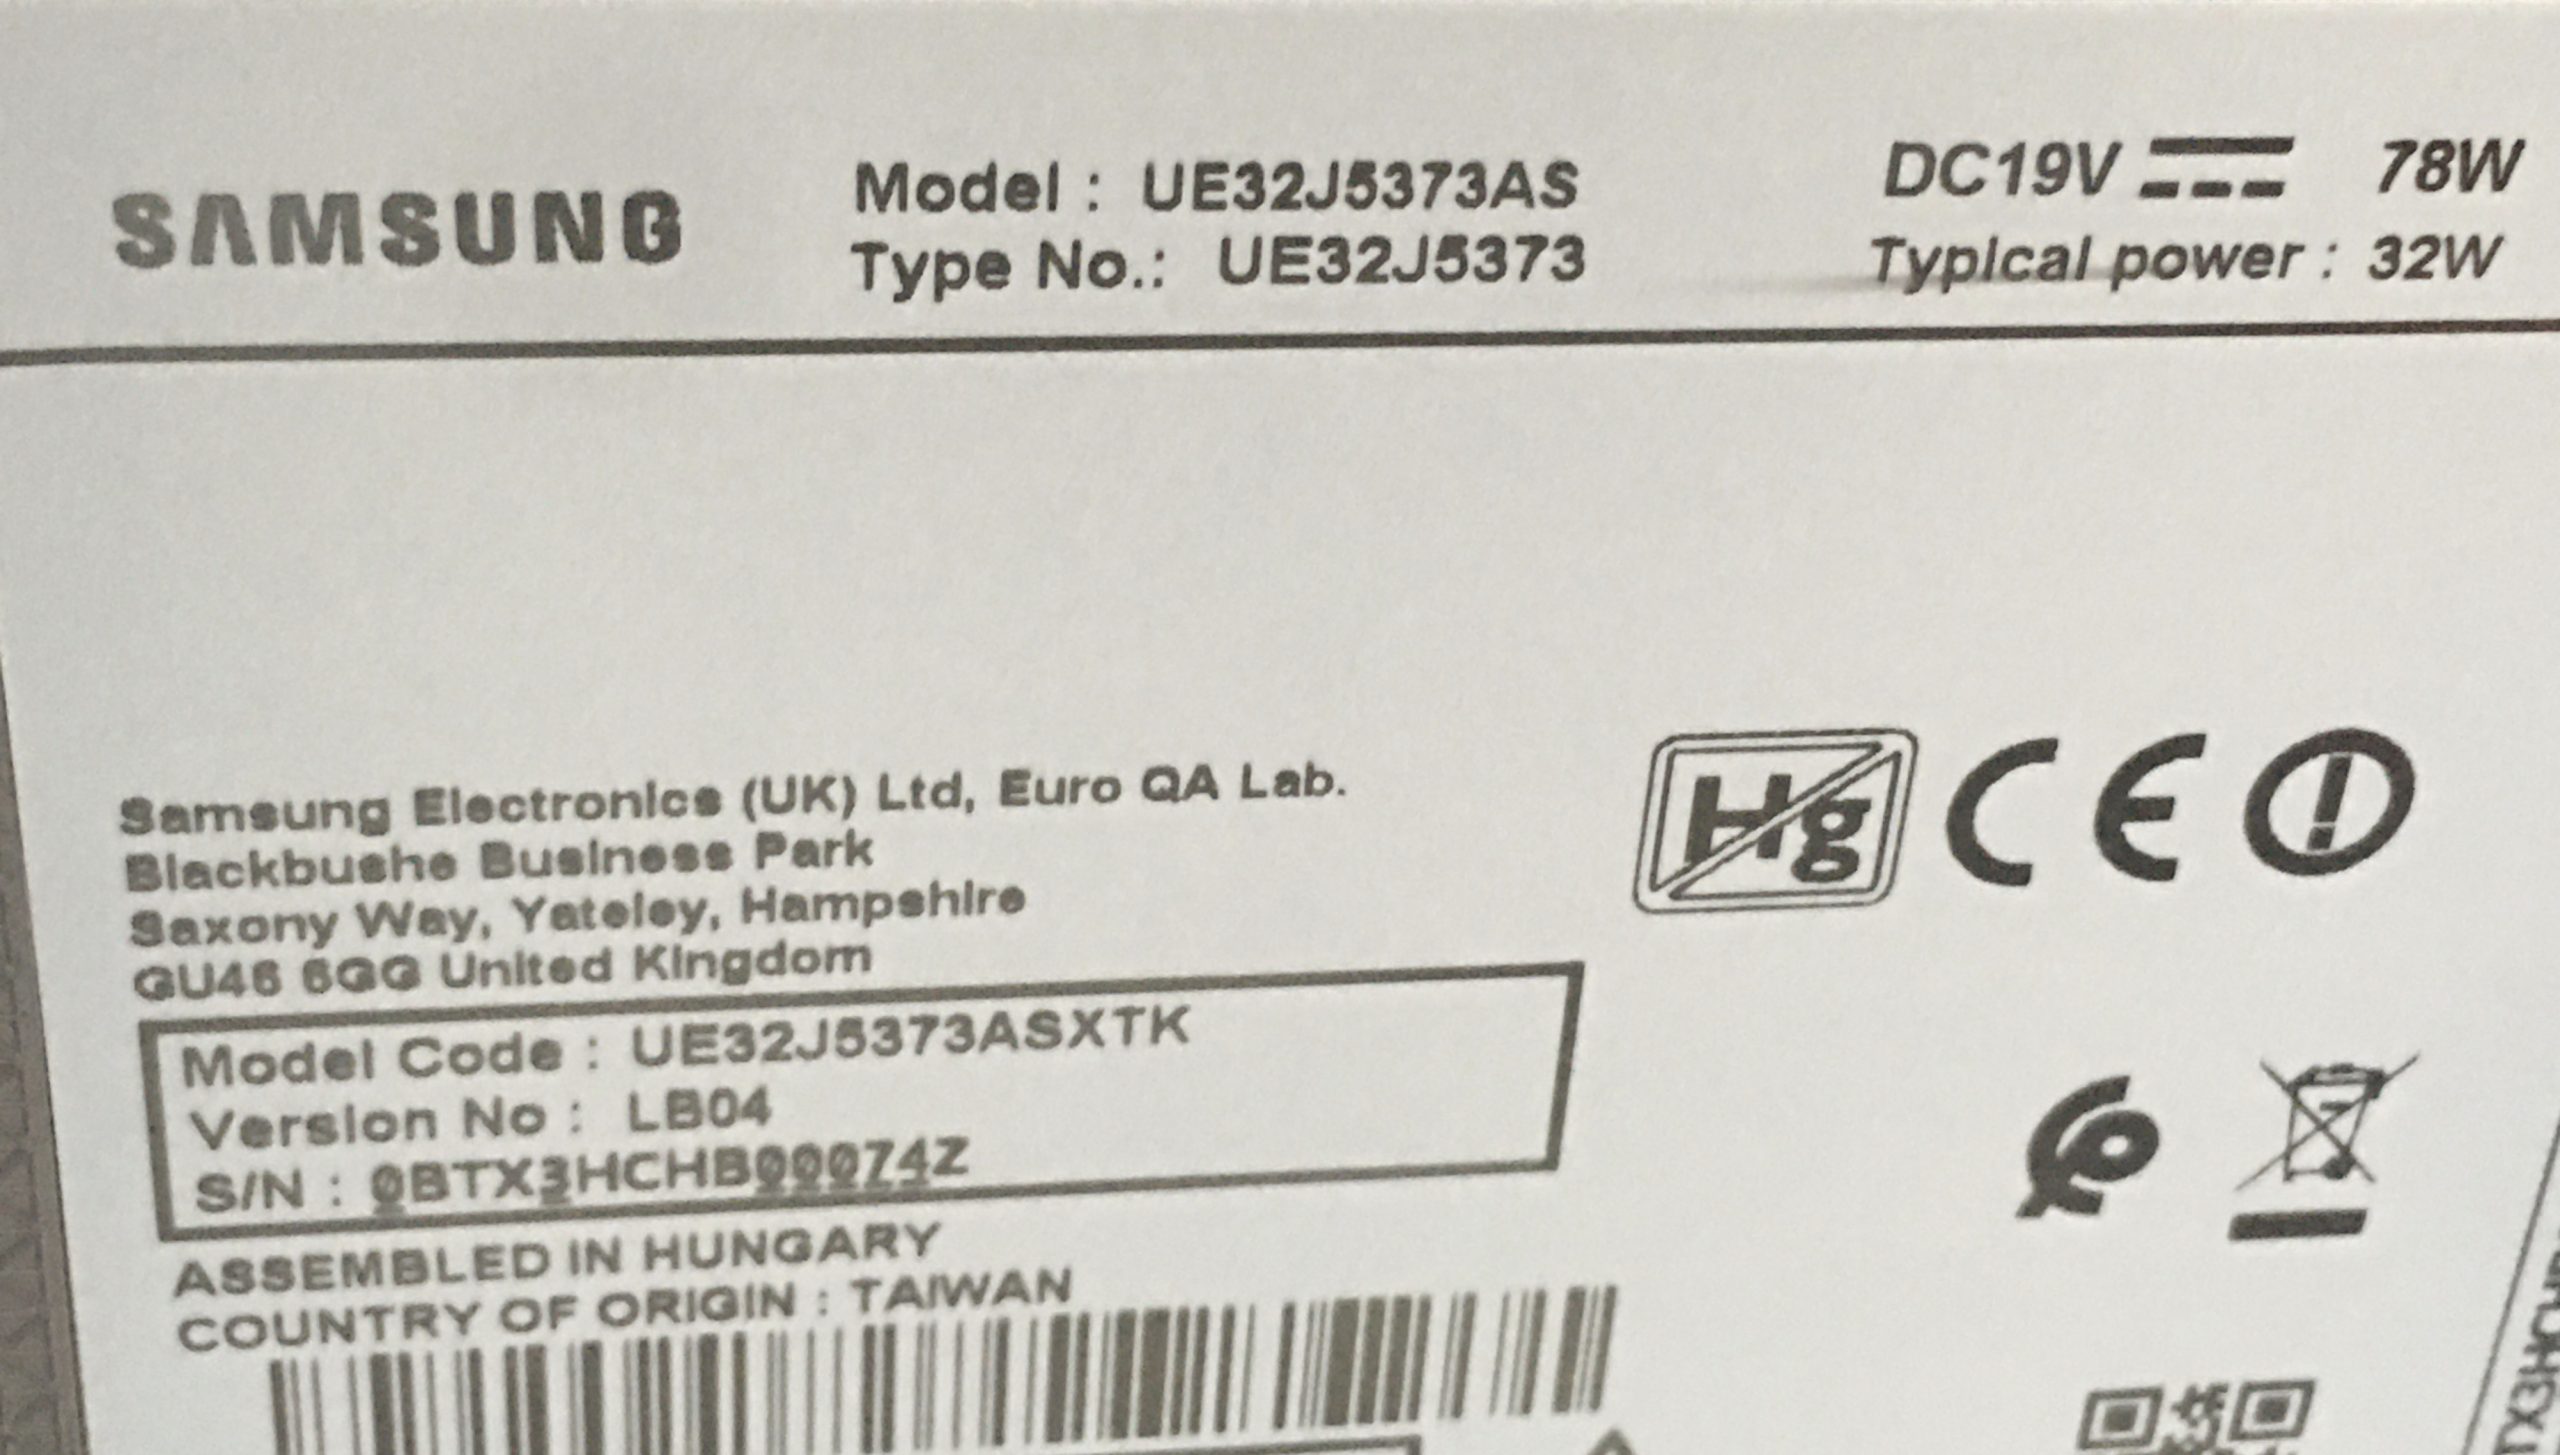 SAMSUNG
Model : UE32J5373AS
Type No.: UE32J5373
DC19V 78W
Typical power : 32W
Samsung Electronics (UK) Ltd, Euro QA Lab.
Blackbushe Business Park
Saxony Way, Yateley, Hampshire
GU46 6GG United Kingdom
Hg
CE
Model Code : UE32J5373ASXTK
Version No : LB04
S/N : 0BTX3HCHB00074Z
ASSEMBLED IN HUNGARY
COUNTRY OF ORIGIN : TAIWAN